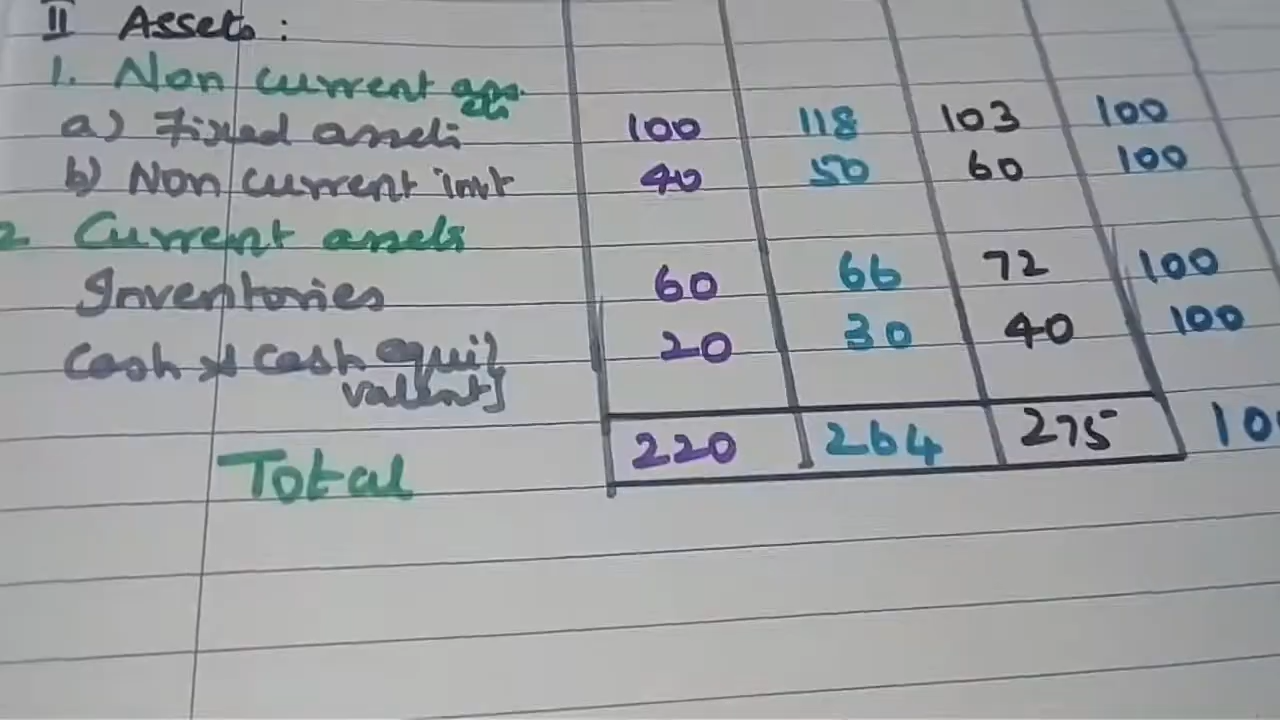 II Assets :
1. Non current assets
a) Fixed assets 100 118 103 100
b) Non current invt 40 50 60 100
2. Current assets
Inventories 60 66 72 100
Cash & Cash equi} 20 30 40 100
valent}
Total 220 264 275 10